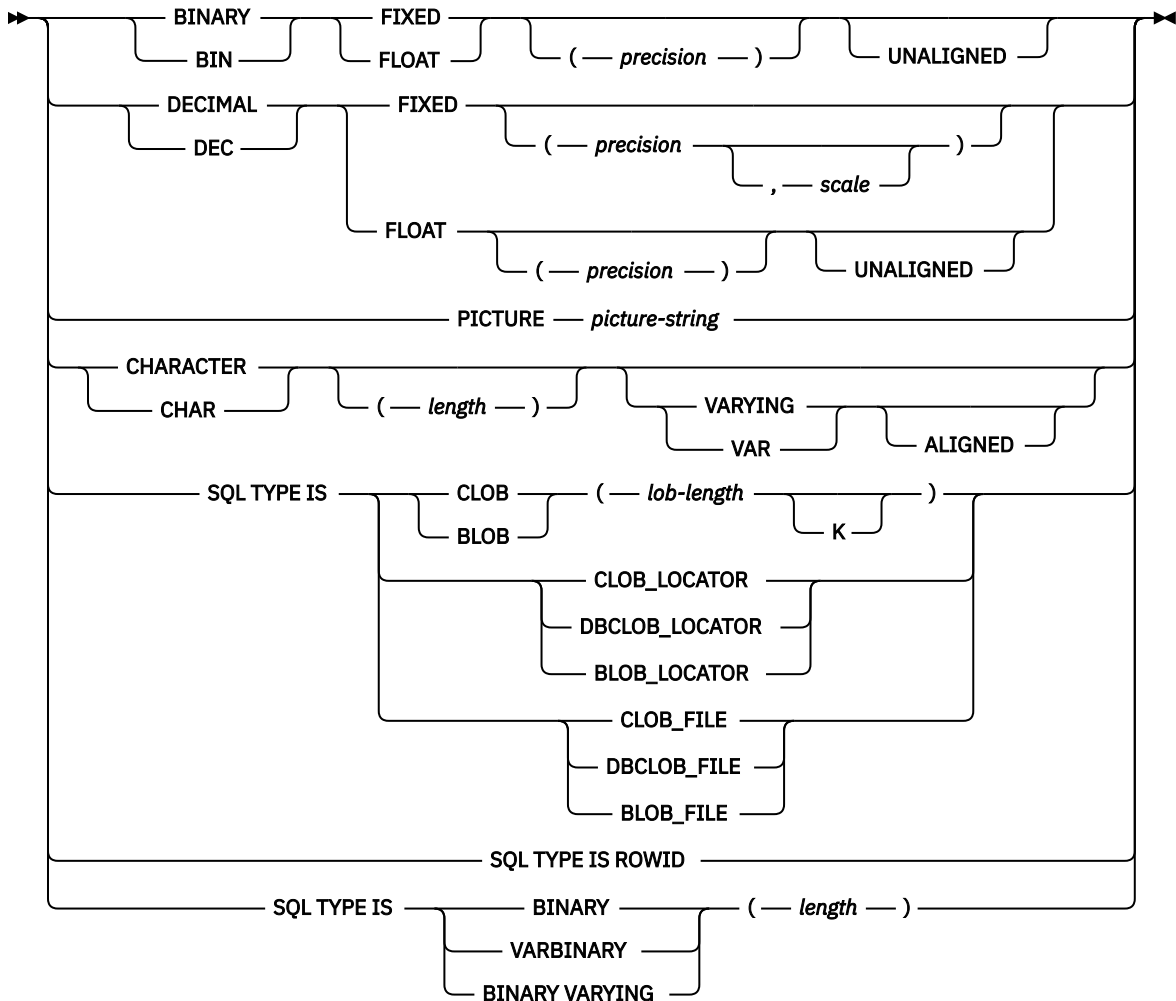 BINARY FIXED
BIN FLOAT ( precision ) UNALIGNED
DECIMAL FIXED
DEC ( precision )
, scale
FLOAT
( precision ) UNALIGNED
PICTURE picture-string
CHARACTER
CHAR ( length ) VARYING
VAR ALIGNED
SQL TYPE IS CLOB ( lob-length )
BLOB K
CLOB_LOCATOR
DBCLOB_LOCATOR
BLOB_LOCATOR
CLOB_FILE
DBCLOB_FILE
BLOB_FILE
SQL TYPE IS ROWID
SQL TYPE IS BINARY ( length )
VARBINARY
BINARY VARYING